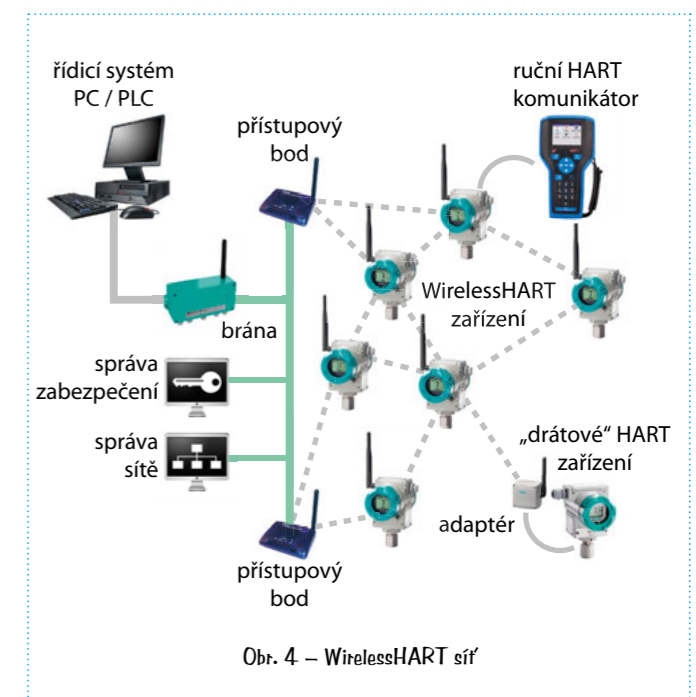 řídicí systém
PC / PLC
přístupový
bod
ruční HART
komunikátor
WirelessHART
zařízení
brána
správa
zabezpečení
správa
sítě
„drátové“ HART
zařízení
adaptér
přístupový
bod
Obr. 4 – WirelessHART síť